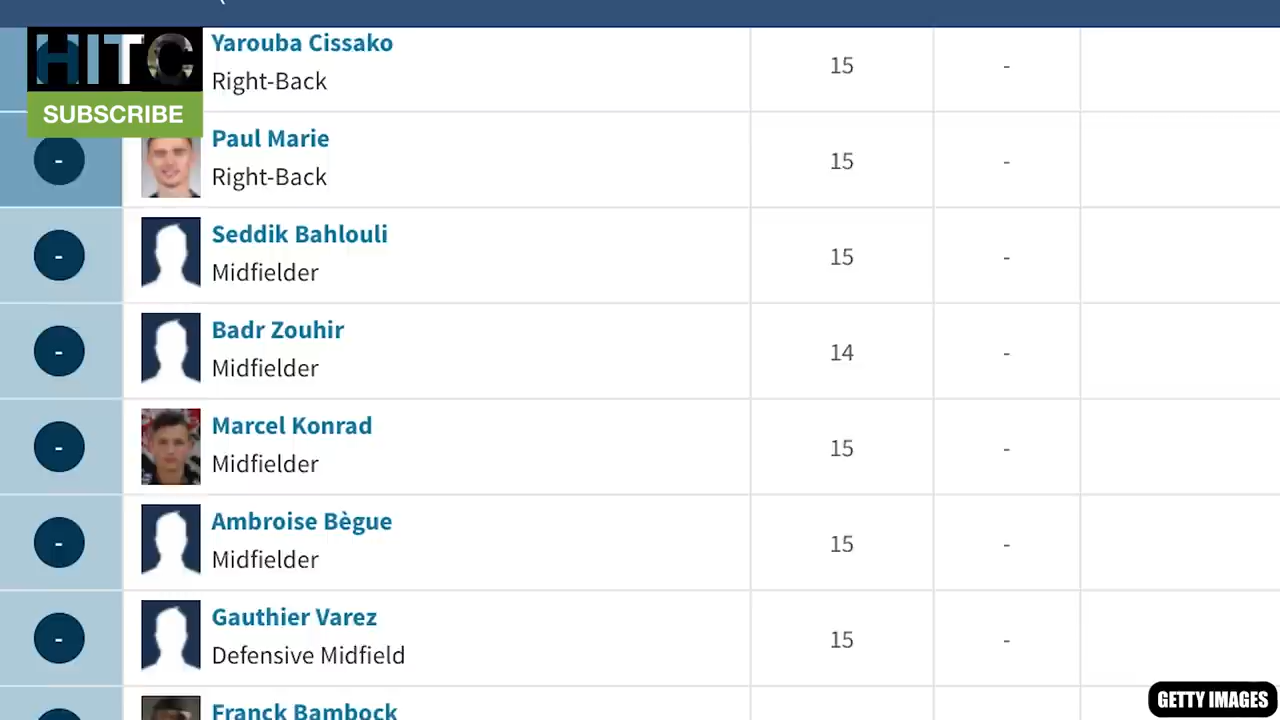 HITC
SUBSCRIBE
Yarouba Cissako
Right-Back
15
-
-
Paul Marie
Right-Back
15
-
-
Seddik Bahlouli
Midfielder
15
-
-
Badr Zouhir
Midfielder
14
-
-
Marcel Konrad
Midfielder
15
-
-
Ambroise Bègue
Midfielder
15
-
-
Gauthier Varez
Defensive Midfield
15
-
Franck Bambock
GETTY IMAGES